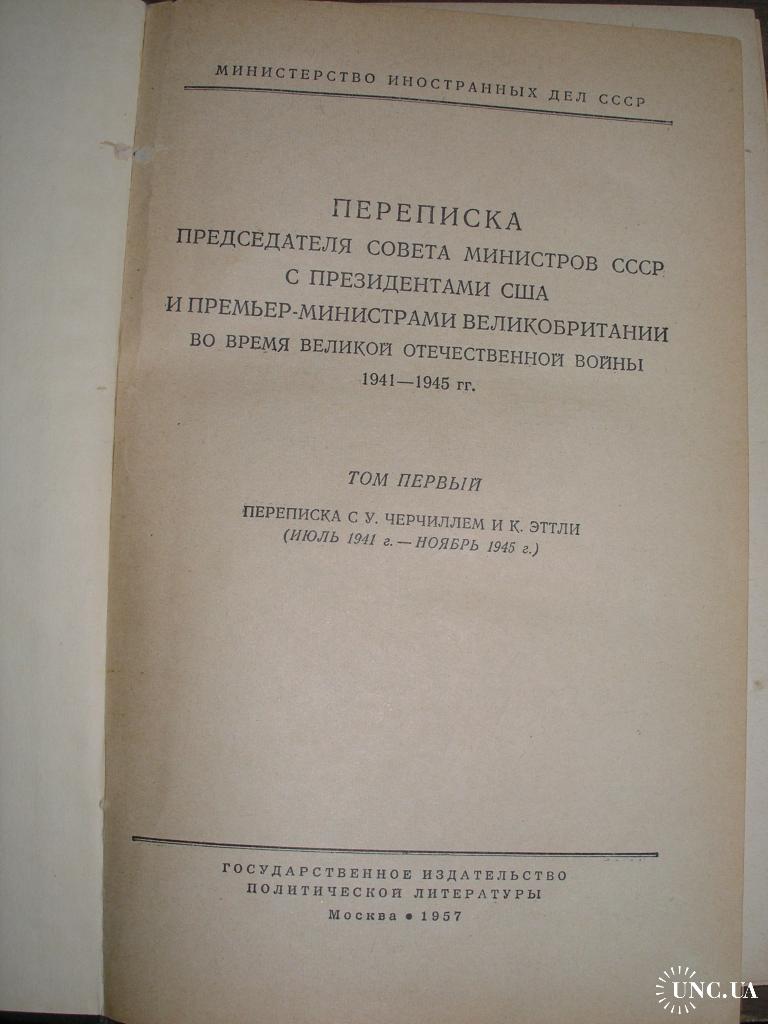 МИНИСТЕРСТВО ИНОСТРАННЫХ ДЕЛ СССР
ПЕРЕПИСКА
ПРЕДСЕДАТЕЛЯ СОВЕТА МИНИСТРОВ СССР
С ПРЕЗИДЕНТАМИ США
И ПРЕМЬЕР-МИНИСТРАМИ ВЕЛИКОБРИТАНИИ
ВО ВРЕМЯ ВЕЛИКОЙ ОТЕЧЕСТВЕННОЙ ВОЙНЫ
1941—1945 гг.
ТОМ ПЕРВЫЙ
ПЕРЕПИСКА С У. ЧЕРЧИЛЛЕМ И К. ЭТТЛИ
(ИЮЛЬ 1941 г. — НОЯБРЬ 1945 г.)
ГОСУДАРСТВЕННОЕ ИЗДАТЕЛЬСТВО
ПОЛИТИЧЕСКОЙ ЛИТЕРАТУРЫ
Москва • 1957
UNC.UA